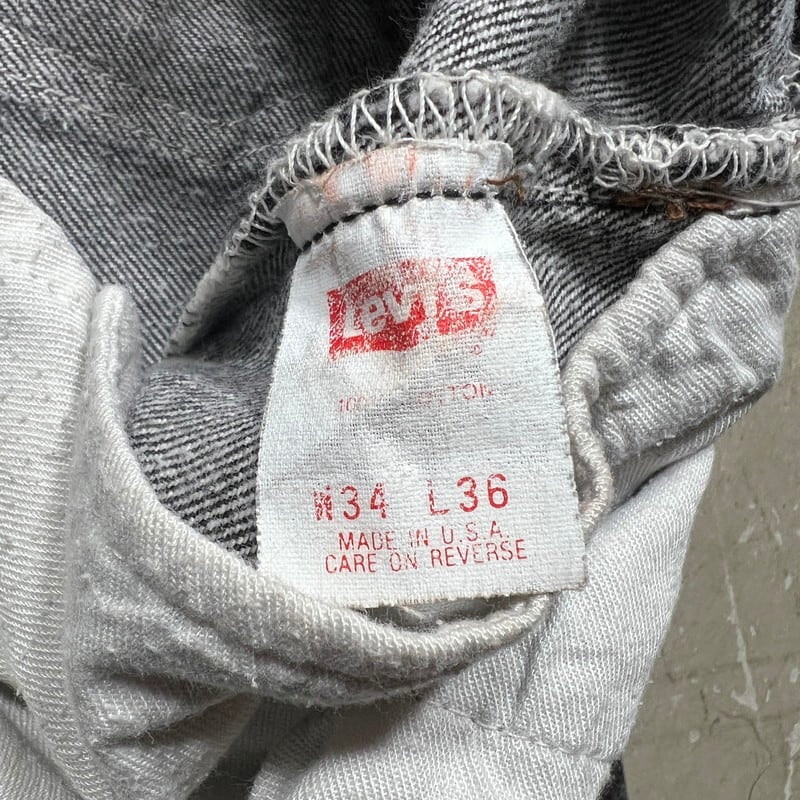 Levi's
100% COTTON
W34 L36
MADE IN U.S.A.
CARE ON REVERSE